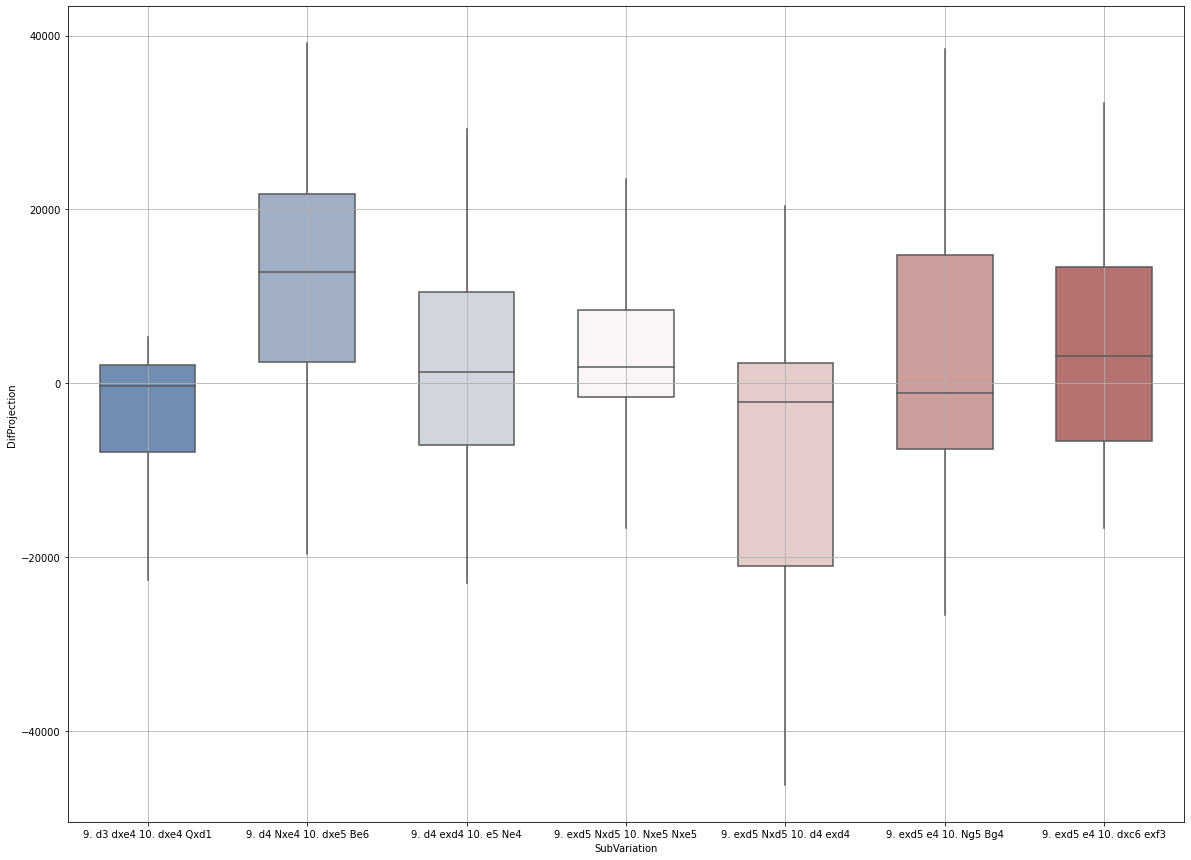 40000
20000
0
−20000
−40000
DifProjection
9. d3 dxe4 10. dxe4 Qxd1
9. d4 Nxe4 10. dxe5 Be6
9. d4 exd4 10. e5 Ne4
9. exd5 Nxd5 10. Nxe5 Nxe5
9. exd5 Nxd5 10. d4 exd4
9. exd5 e4 10. Ng5 Bg4
9. exd5 e4 10. dxc6 exf3
SubVariation